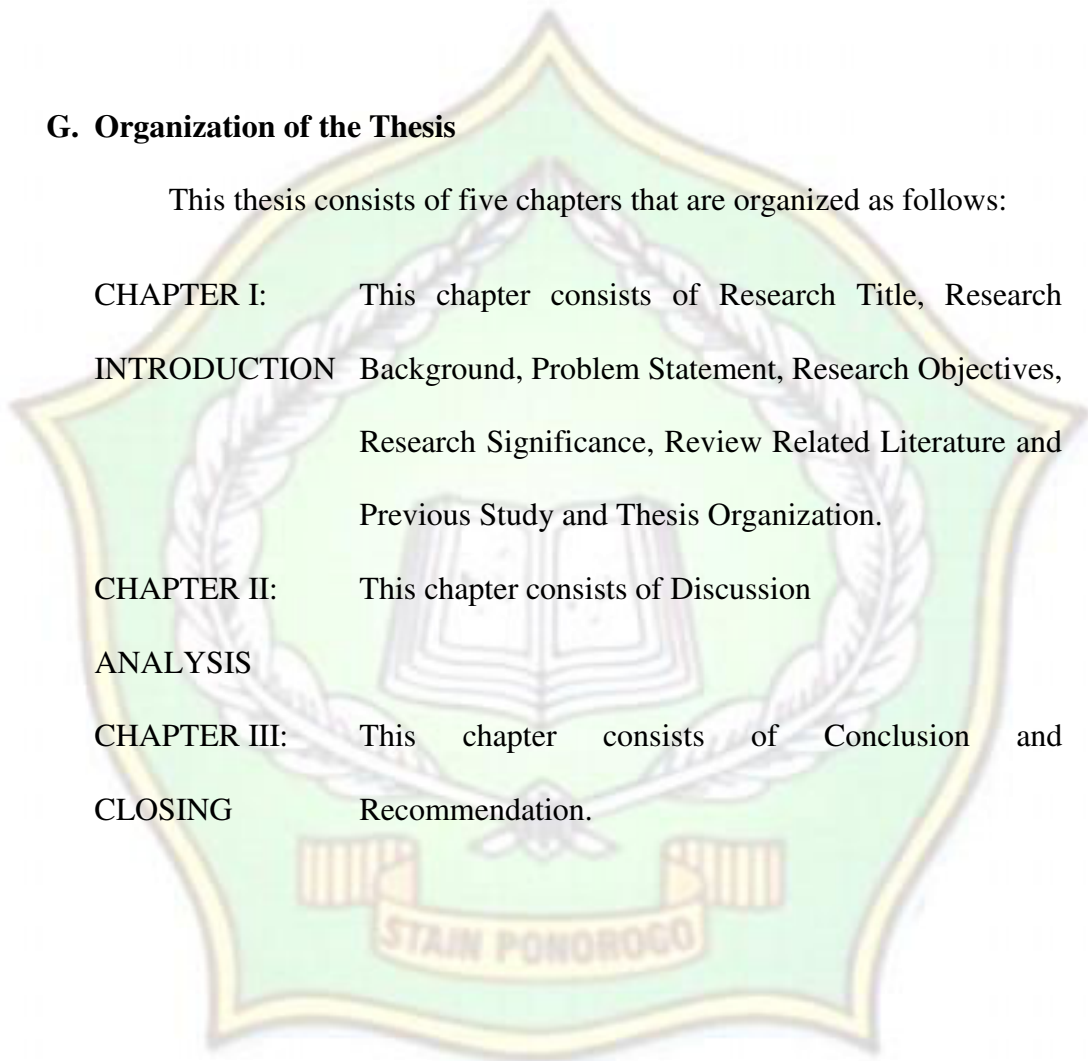 G. Organization of the Thesis
This thesis consists of five chapters that are organized as follows:
CHAPTER I: This chapter consists of Research Title, Research
INTRODUCTION Background, Problem Statement, Research Objectives,
Research Significance, Review Related Literature and
Previous Study and Thesis Organization.
CHAPTER II: This chapter consists of Discussion
ANALYSIS
CHAPTER III: This chapter consists of Conclusion and
CLOSING Recommendation.
STAIN PONOROGO